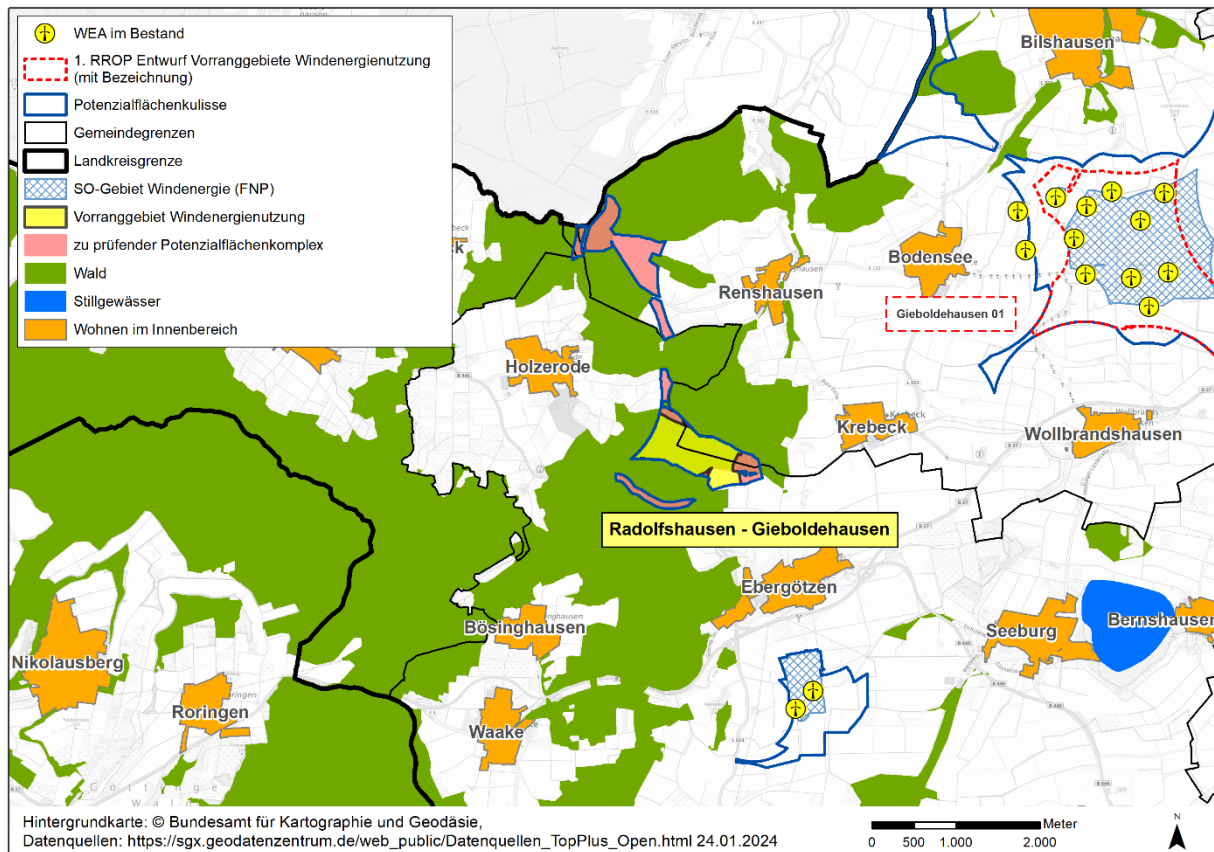 WEA im Bestand
1. RROP Entwurf Vorranggebiete Windenergienutzung
(mit Bezeichnung)
Potenzialflächenkulisse
Gemeindegrenzen
Landkreisgrenze
SO-Gebiet Windenergie (FNP)
Vorranggebiet Windenergienutzung
zu prüfender Potenzialflächenkomplex
Wald
Stillgewässer
Wohnen im Innenbereich
Bilshausen
Bodensee
Renshausen
Gieboldehausen 01
Holzerode
Krebeck
Wollbrandshausen
Radolfshausen - Gieboldehausen
Ebergötzen
Bösinghausen
Seeburg
Bernshausen
Nikolausberg
Roringen
Waake
Hintergrundkarte: © Bundesamt für Kartographie und Geodäsie,
Datenquellen: https://sgx.geodatenzentrum.de/web_public/Datenquellen_TopPlus_Open.html 24.01.2024
Meter
0 500 1.000 2.000
N